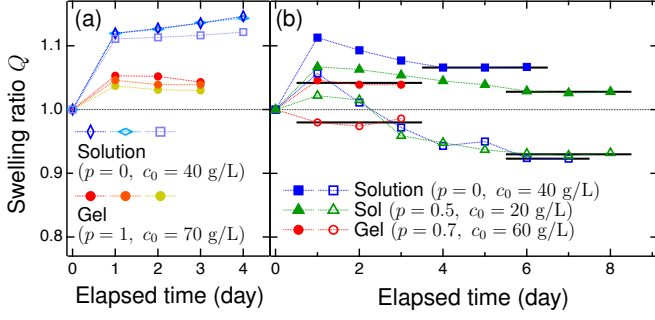 (a)
(b)
Swelling ratio Q
1.1
1.0
0.9
0.8
Solution
(p = 0, c₀ = 40 g/L)
Gel
(p = 1, c₀ = 70 g/L)
Solution (p = 0, c₀ = 40 g/L)
Sol (p = 0.5, c₀ = 20 g/L)
Gel (p = 0.7, c₀ = 60 g/L)
0 1 2 3 4
0 2 4 6 8
Elapsed time (day)
Elapsed time (day)